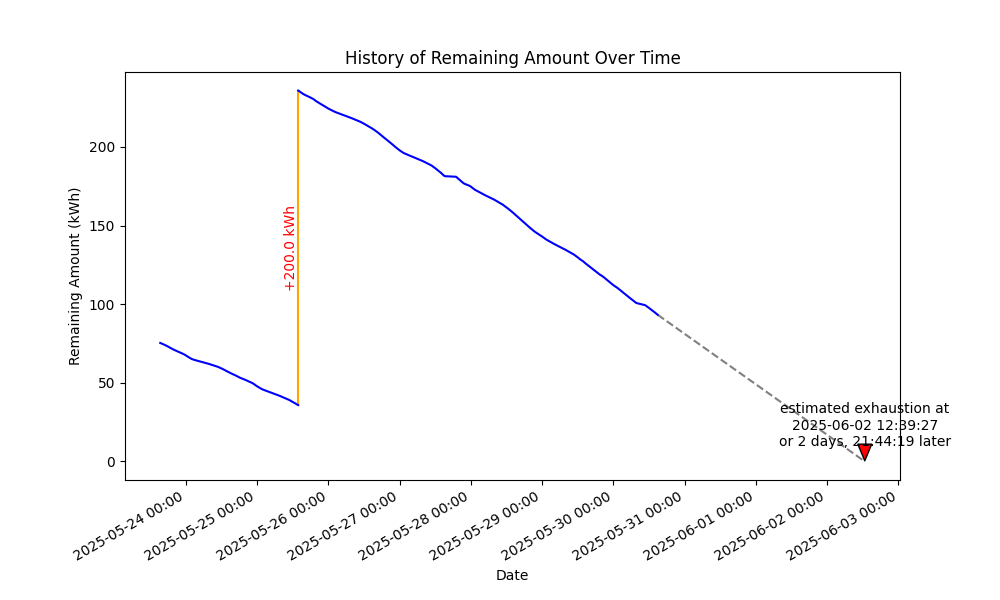 History of Remaining Amount Over Time
Remaining Amount (kWh)
200
150
100
50
0
+200.0 kWh
estimated exhaustion at
2025-06-02 12:39:27
or 2 days, 21:44:19 later
2025-05-24 00:00
2025-05-25 00:00
2025-05-26 00:00
2025-05-27 00:00
2025-05-28 00:00
2025-05-29 00:00
2025-05-30 00:00
2025-05-31 00:00
2025-06-01 00:00
2025-06-02 00:00
2025-06-03 00:00
Date